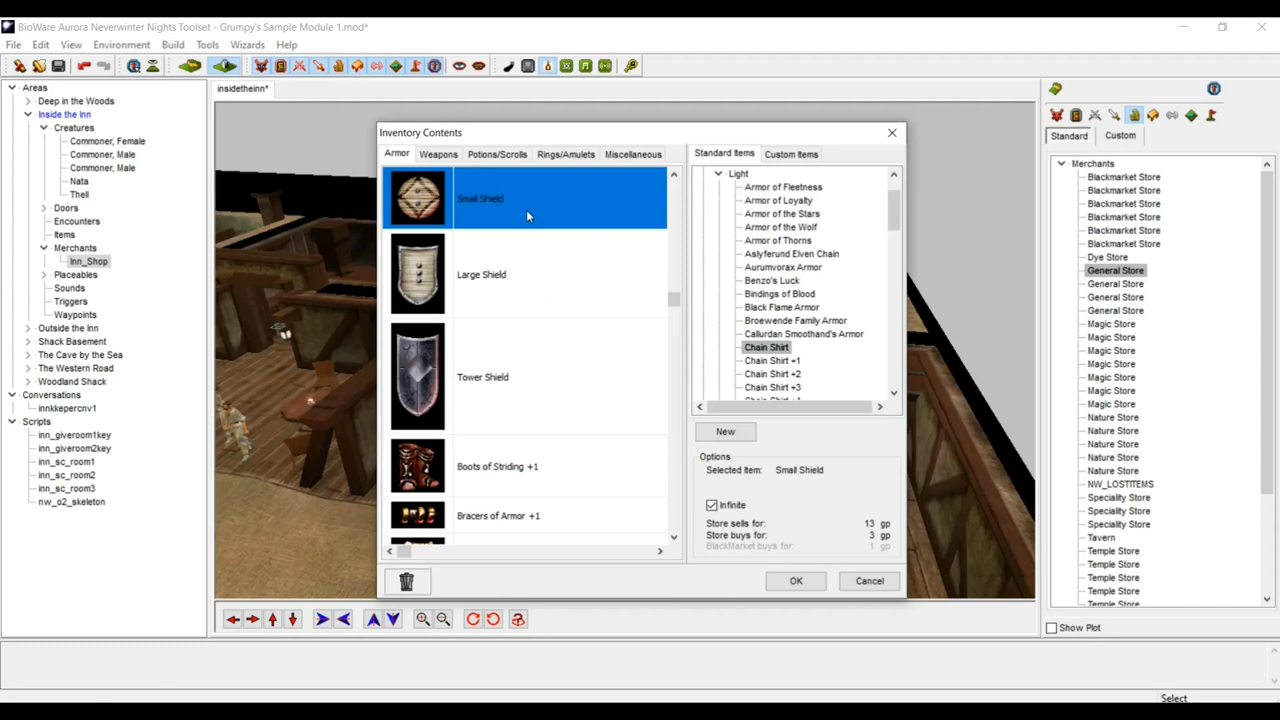 BioWare Aurora Neverwinter Nights Toolset - Grumpy's Sample Module 1.mod*
File Edit View Environment Build Tools Wizards Help
Areas
Deep in the Woods
Inside the Inn
Creatures
Commoner, Female
Commoner, Male
Commoner, Male
Nata
Thell
Doors
Encounters
Items
Merchants
Inn_Shop
Placeables
Sounds
Triggers
Waypoints
Outside the Inn
Shack Basement
The Cave by the Sea
The Western Road
Woodland Shack
Conversations
innkkepercnv1
Scripts
inn_giveroom1key
inn_giveroom2key
inn_sc_room1
inn_sc_room2
inn_sc_room3
nw_o2_skeleton
insidetheinn*
Inventory Contents
Armor Weapons Potions/Scrolls Rings/Amulets Miscellaneous
Small Shield
Large Shield
Tower Shield
Boots of Striding +1
Bracers of Armor +1
Standard Items Custom Items
Light
Armor of Fleetness
Armor of Loyalty
Armor of the Stars
Armor of the Wolf
Armor of Thorns
Aslyferund Elven Chain
Aurumvorax Armor
Benzo's Luck
Bindings of Blood
Black Flame Armor
Broewende Family Armor
Callurdan Smoothand's Armor
Chain Shirt
Chain Shirt +1
Chain Shirt +2
Chain Shirt +3
New
Options
Selected Item: Small Shield
Infinite
Store sells for: 13 gp
Store buys for: 3 gp
BlackMarket buys for: 1 gp
OK Cancel
Standard Custom
Merchants
Blackmarket Store
Blackmarket Store
Blackmarket Store
Blackmarket Store
Blackmarket Store
Blackmarket Store
Dye Store
General Store
General Store
General Store
General Store
Magic Store
Magic Store
Magic Store
Magic Store
Magic Store
Magic Store
Magic Store
Nature Store
Nature Store
Nature Store
Nature Store
Nature Store
NW_LOSTITEMS
Speciality Store
Speciality Store
Speciality Store
Tavern
Temple Store
Temple Store
Temple Store
Temple Store
Temple Store
Show Plot
Select